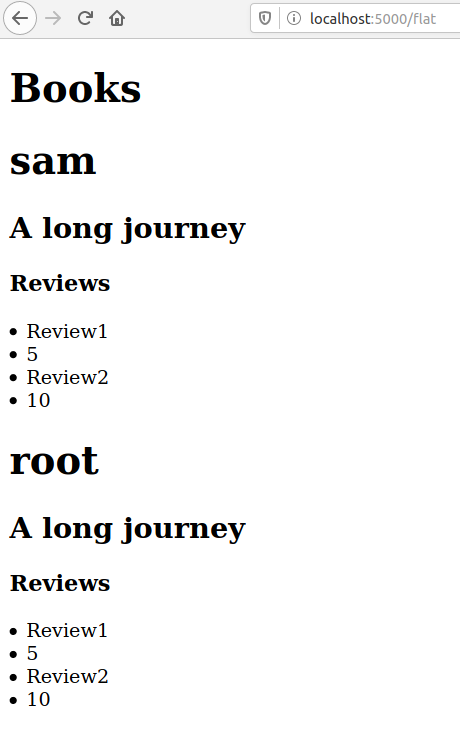 localhost:5000/flat
Books
sam
A long journey
Reviews
Review1
5
Review2
10
root
A long journey
Reviews
Review1
5
Review2
10